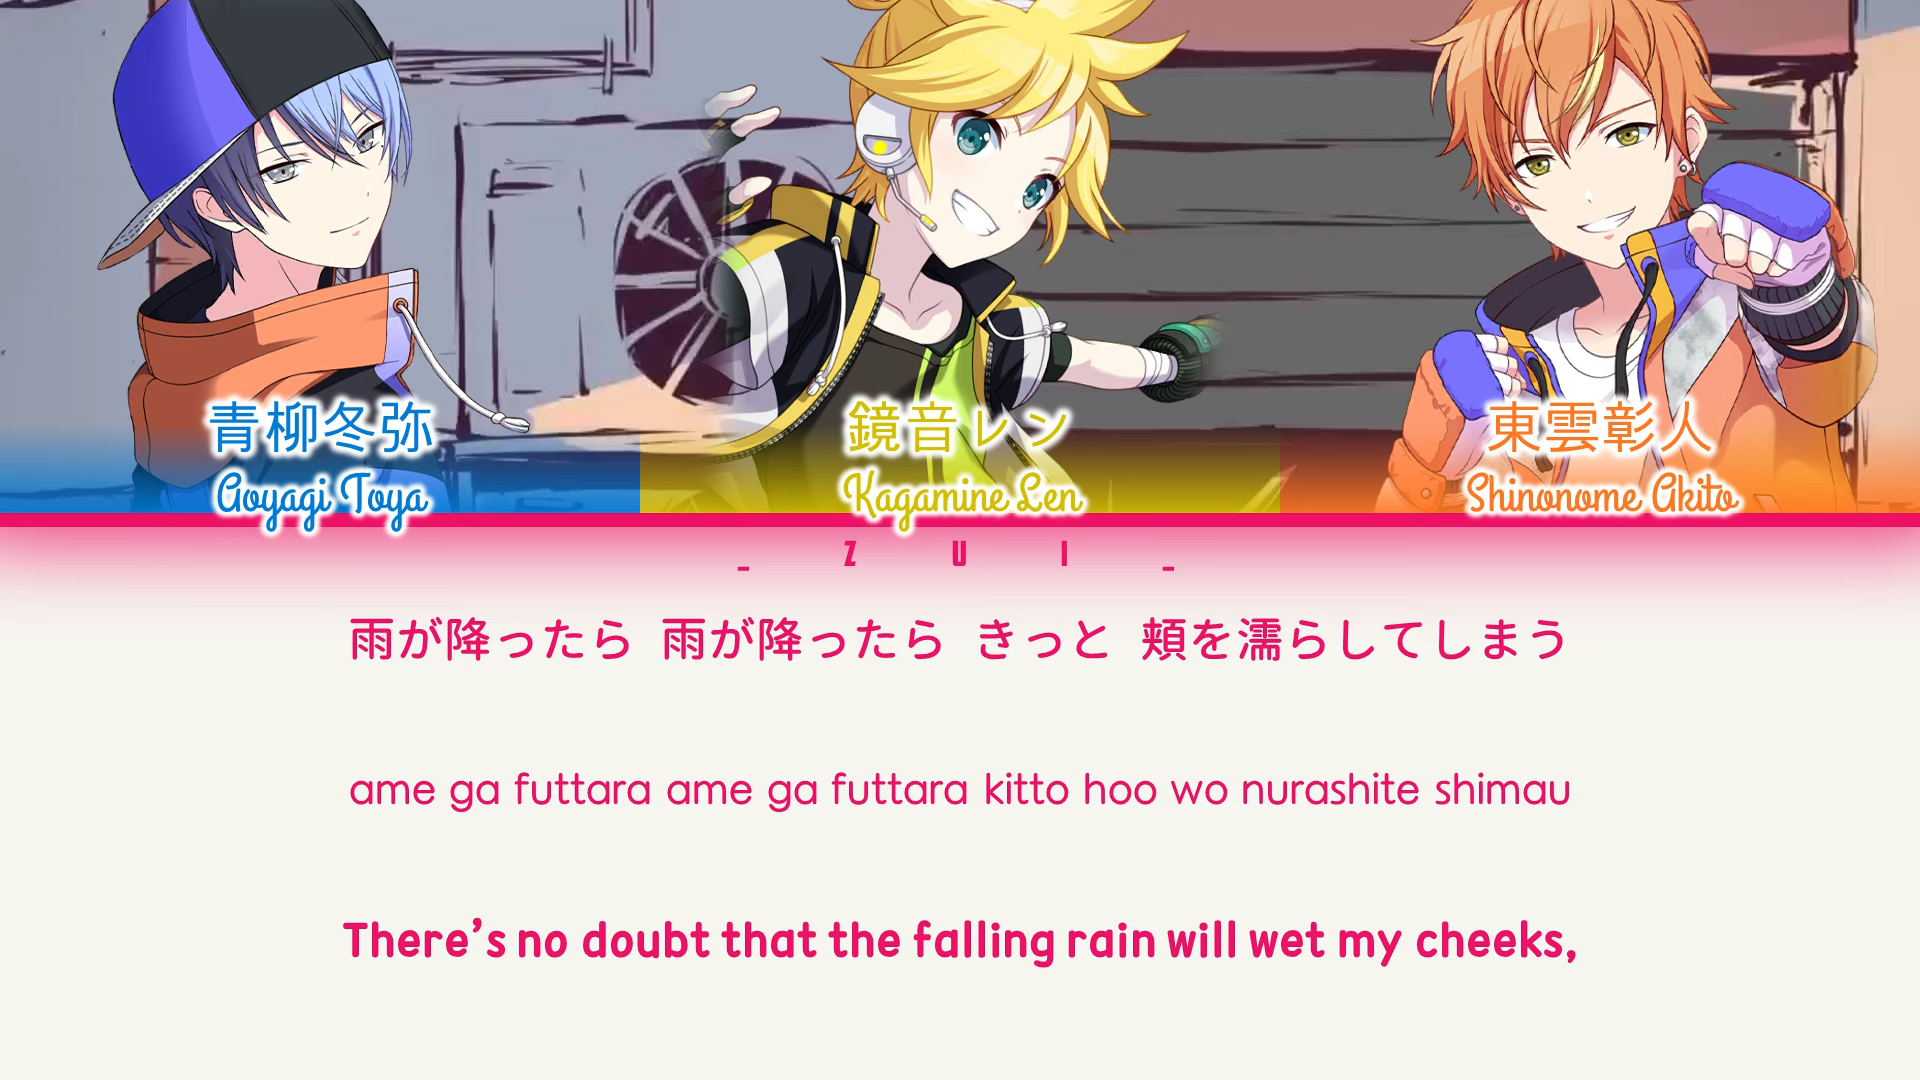 青柳冬弥
Aoyagi Toya
鏡音レン
Kagamine Len
東雲彰人
Shinonome Akito
_ Z U I _
雨が降ったら 雨が降ったら きっと 頬を濡らしてしまう
ame ga futtara ame ga futtara kitto hoo wo nurashite shimau
There's no doubt that the falling rain will wet my cheeks,